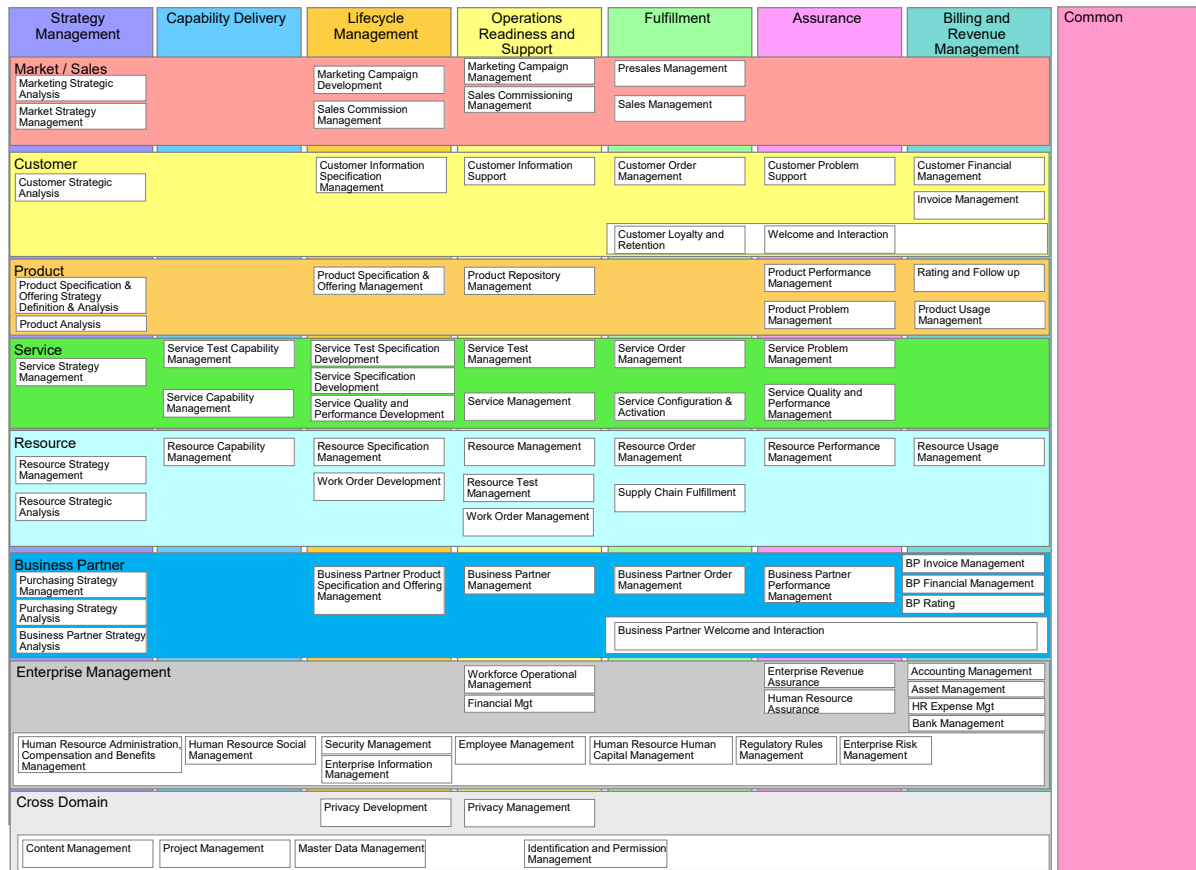 Strategy
Management
Capability Delivery
Lifecycle
Management
Operations
Readiness and
Support
Fulfillment
Assurance
Billing and
Revenue
Management
Common
Market / Sales
Marketing Strategic
Analysis
Market Strategy
Management
Marketing Campaign
Development
Sales Commission
Management
Marketing Campaign
Management
Sales Commissioning
Management
Presales Management
Sales Management
Customer
Customer Strategic
Analysis
Customer Information
Specification
Management
Customer Information
Support
Customer Order
Management
Customer Problem
Support
Customer Financial
Management
Invoice Management
Customer Loyalty and
Retention
Welcome and Interaction
Product
Product Specification &
Offering Strategy
Definition & Analysis
Product Analysis
Product Specification &
Offering Management
Product Repository
Management
Product Performance
Management
Product Problem
Management
Rating and Follow up
Product Usage
Management
Service
Service Strategy
Management
Service Test Capability
Management
Service Capability
Management
Service Test Specification
Development
Service Specification
Development
Service Quality and
Performance Development
Service Test
Management
Service Management
Service Order
Management
Service Configuration &
Activation
Service Problem
Management
Service Quality and
Performance
Management
Resource
Resource Strategy
Management
Resource Strategic
Analysis
Resource Capability
Management
Resource Specification
Management
Work Order Development
Resource Management
Resource Test
Management
Work Order Management
Resource Order
Management
Supply Chain Fulfillment
Resource Performance
Management
Resource Usage
Management
Business Partner
Purchasing Strategy
Management
Purchasing Strategy
Analysis
Business Partner Strategy
Analysis
Business Partner Product
Specification and Offering
Management
Business Partner
Management
Business Partner Order
Management
Business Partner
Performance
Management
BP Invoice Management
BP Financial Management
BP Rating
Business Partner Welcome and Interaction
Enterprise Management
Workforce Operational
Management
Financial Mgt
Enterprise Revenue
Assurance
Human Resource
Assurance
Accounting Management
Asset Management
HR Expense Mgt
Bank Management
Human Resource Administration,
Compensation and Benefits
Management
Human Resource Social
Management
Security Management
Enterprise Information
Management
Employee Management
Human Resource Human
Capital Management
Regulatory Rules
Management
Enterprise Risk
Management
Cross Domain
Privacy Development
Privacy Management
Content Management
Project Management
Master Data Management
Identification and Permission
Management